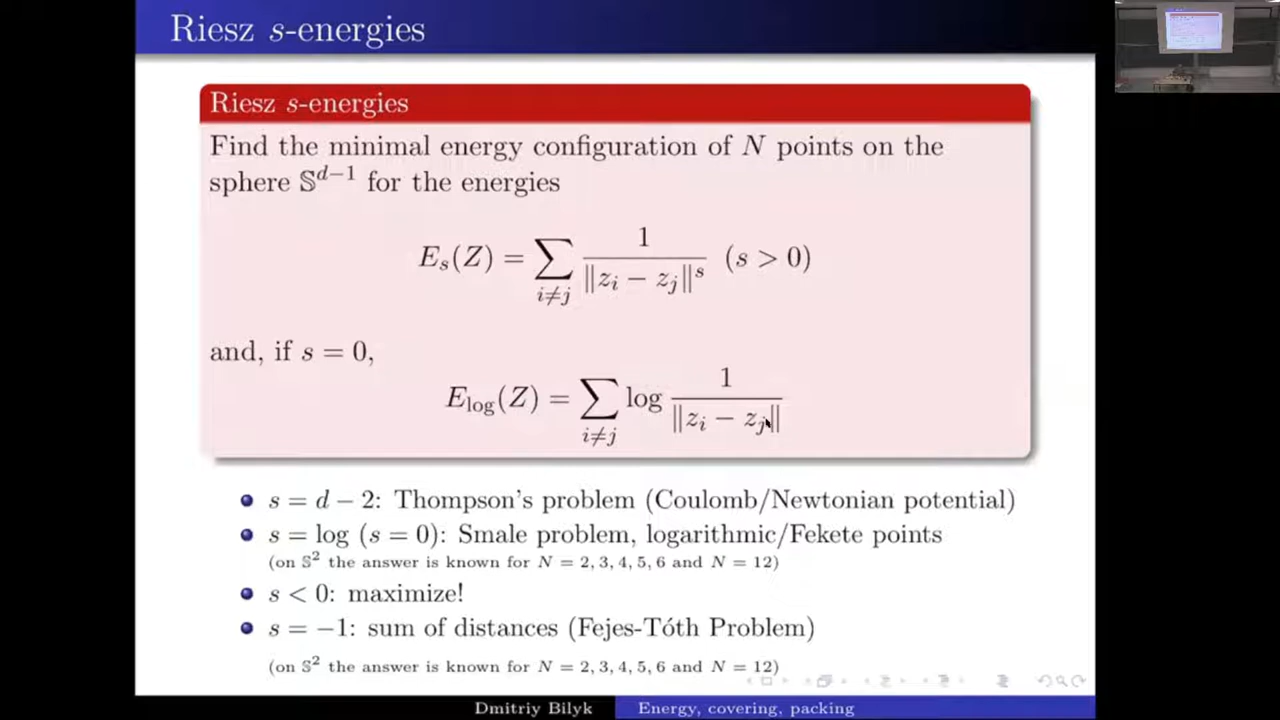 Riesz s-energies
Riesz s-energies
Find the minimal energy configuration of N points on the
sphere 𝕊^{d−1} for the energies
E_s(Z) = ∑_{i≠j} 1/‖z_i − z_j‖^s (s > 0)
and, if s = 0,
E_log(Z) = ∑_{i≠j} log 1/‖z_i − z_j‖
s = d − 2: Thompson's problem (Coulomb/Newtonian potential)
s = log (s = 0): Smale problem, logarithmic/Fekete points
(on 𝕊² the answer is known for N = 2, 3, 4, 5, 6 and N = 12)
s < 0: maximize!
s = −1: sum of distances (Fejes-Tóth Problem)
(on 𝕊² the answer is known for N = 2, 3, 4, 5, 6 and N = 12)
Dmitriy Bilyk Energy, covering, packing